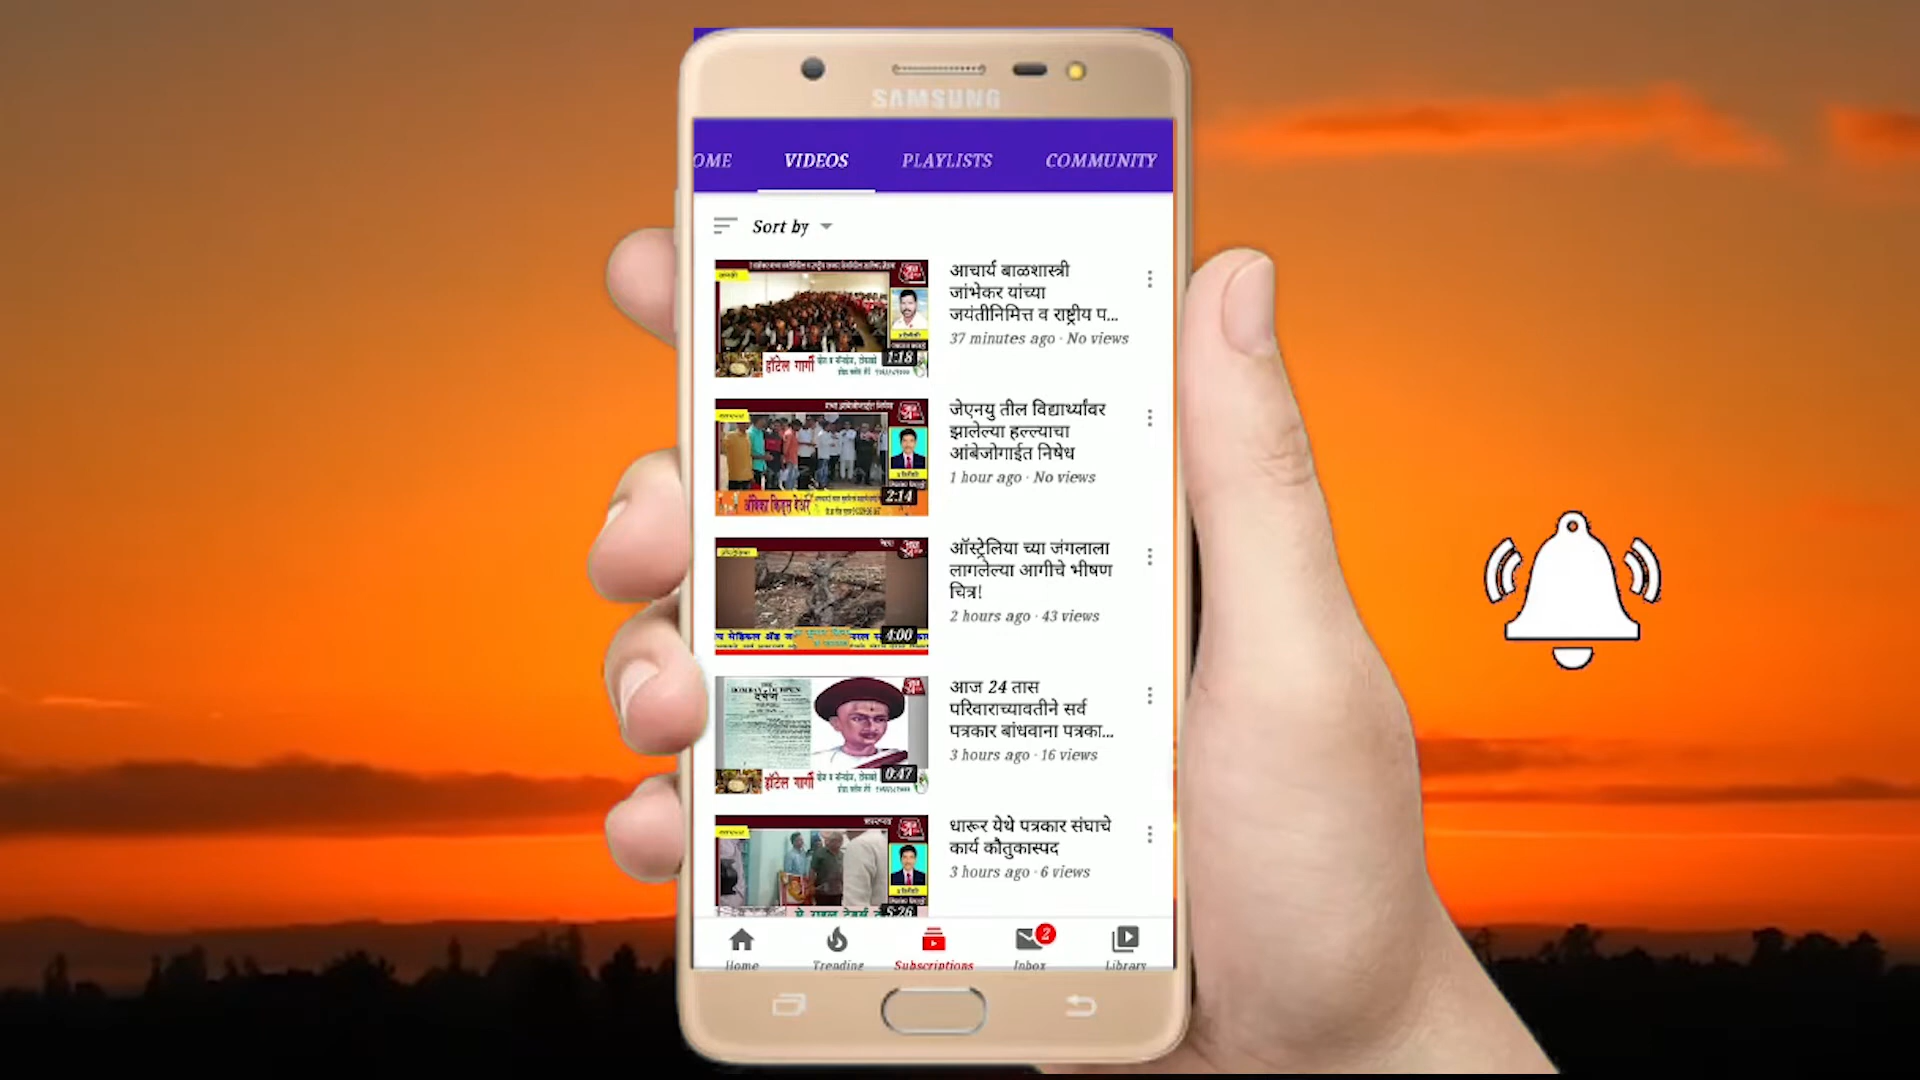 SAMSUNG
OME VIDEOS PLAYLISTS COMMUNITY
Sort by
आचार्य बाळशास्त्री
जांभेकर यांच्या
जयंतीनिमित्त व राष्ट्रीय प...
37 minutes ago · No views
हॉटेल गार्गी
1:18
जेएनयु तील विद्यार्थ्यांवर
झालेल्या हल्ल्याचा
आंबेजोगाईत निषेध
1 hour ago · No views
2:14
ऑस्ट्रेलिया च्या जंगलाला
लागलेल्या आगीचे भीषण
चित्र!
2 hours ago · 43 views
4:00
आज 24 तास
परिवाराच्यावतीने सर्व
पत्रकार बांधवाना पत्रका...
3 hours ago · 16 views
हॉटेल गार्गी
0:47
धारूर येथे पत्रकार संघाचे
कार्य कौतुकास्पद
3 hours ago · 6 views
5:26
2
Home Trending Subscriptions Inbox Library